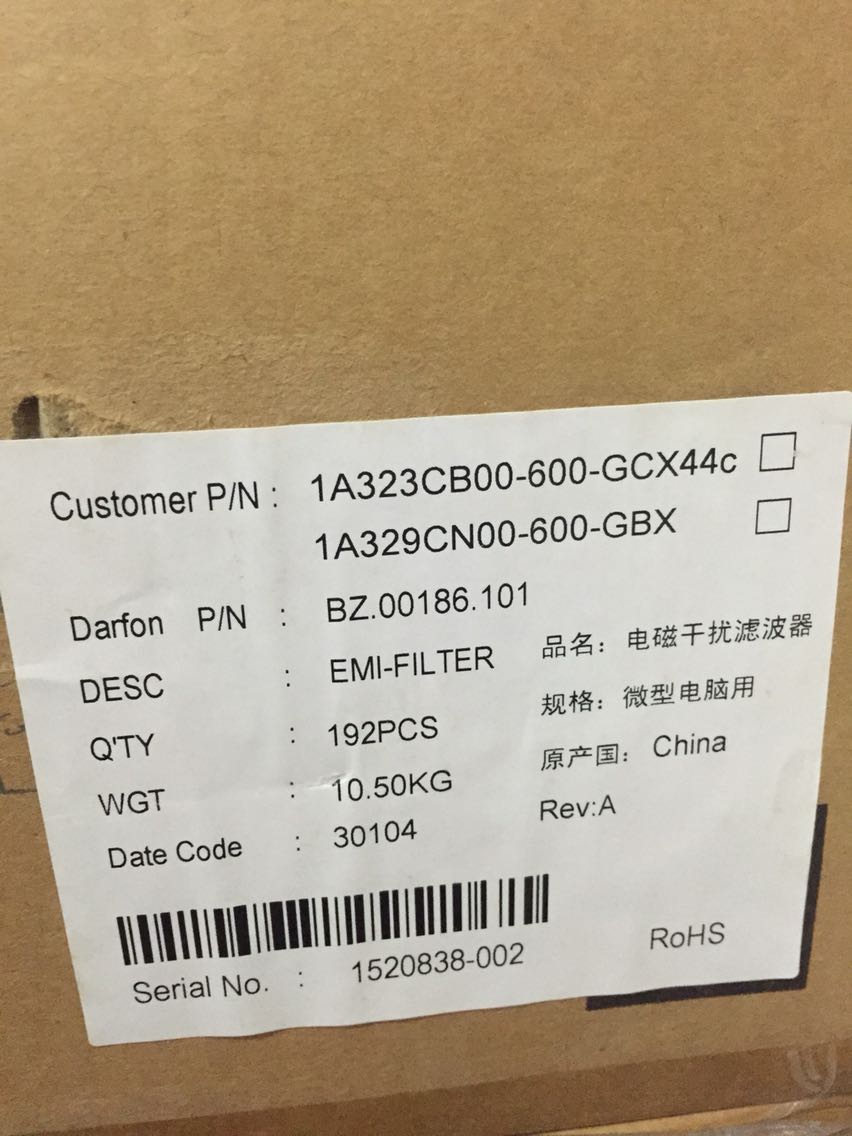 Customer P/N : 1A323CB00-600-GCX44c
1A329CN00-600-GBX
Darfon P/N : BZ.00186.101
DESC : EMI-FILTER 品名：电磁干扰滤波器
Q'TY : 192PCS 规格：微型电脑用
WGT : 10.50KG 原产国：China
Date Code : 30104 Rev:A
Serial No. : 1520838-002 RoHS